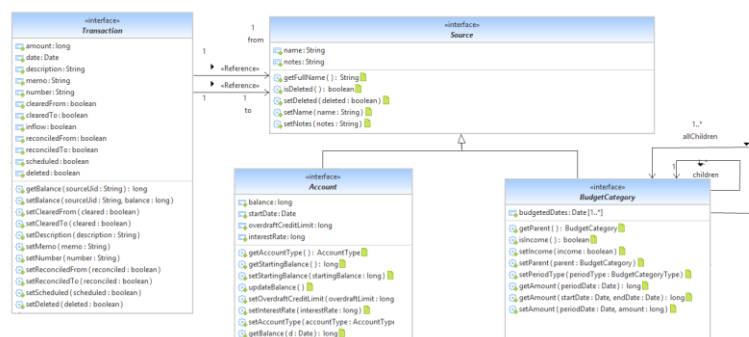 «interface»
Transaction
amount : long
date : Date
description : String
memo : String
number : String
clearedFrom : boolean
clearedTo : boolean
inflow : boolean
reconciledFrom : boolean
reconciledTo : boolean
scheduled : boolean
deleted : boolean
getBalance ( sourceUid : String ) : long
setBalance ( sourceUid : String, balance : long )
setClearedFrom ( cleared : boolean )
setClearedTo ( cleared : boolean )
setDescription ( description : String )
setMemo ( memo : String )
setNumber ( number : String )
setReconciledFrom ( reconciled : boolean )
setReconciledTo ( reconciled : boolean )
setScheduled ( scheduled : boolean )
setDeleted ( deleted : boolean )
1
from
1
«Reference»
«Reference»
1
1
to
«interface»
Source
name : String
notes : String
getFullName ( ) : String
isDeleted ( ) : boolean
setDeleted ( deleted : boolean )
setName ( name : String )
setNotes ( notes : String )
«interface»
Account
balance : long
startDate : Date
overdraftCreditLimit : long
interestRate : long
getAccountType ( ) : AccountType
getStartingBalance ( ) : long
setStartingBalance ( startingBalance : long )
updateBalance ( )
setOverdraftCreditLimit ( overdraftLimit : long
setInterestRate ( interestRate : long )
setAccountType ( accountType : AccountType
getBalance ( d : Date ) : long
1..*
allChildren
1
children
«interface»
BudgetCategory
budgetedDates : Date [1..*]
getParent ( ) : BudgetCategory
isIncome ( ) : boolean
setIncome ( income : boolean )
setParent ( parent : BudgetCategory )
setPeriodType ( periodType : BudgetCategoryType )
getAmount ( periodDate : Date ) : long
getAmount ( startDate : Date, endDate : Date ) : long
setAmount ( periodDate : Date, amount : long )